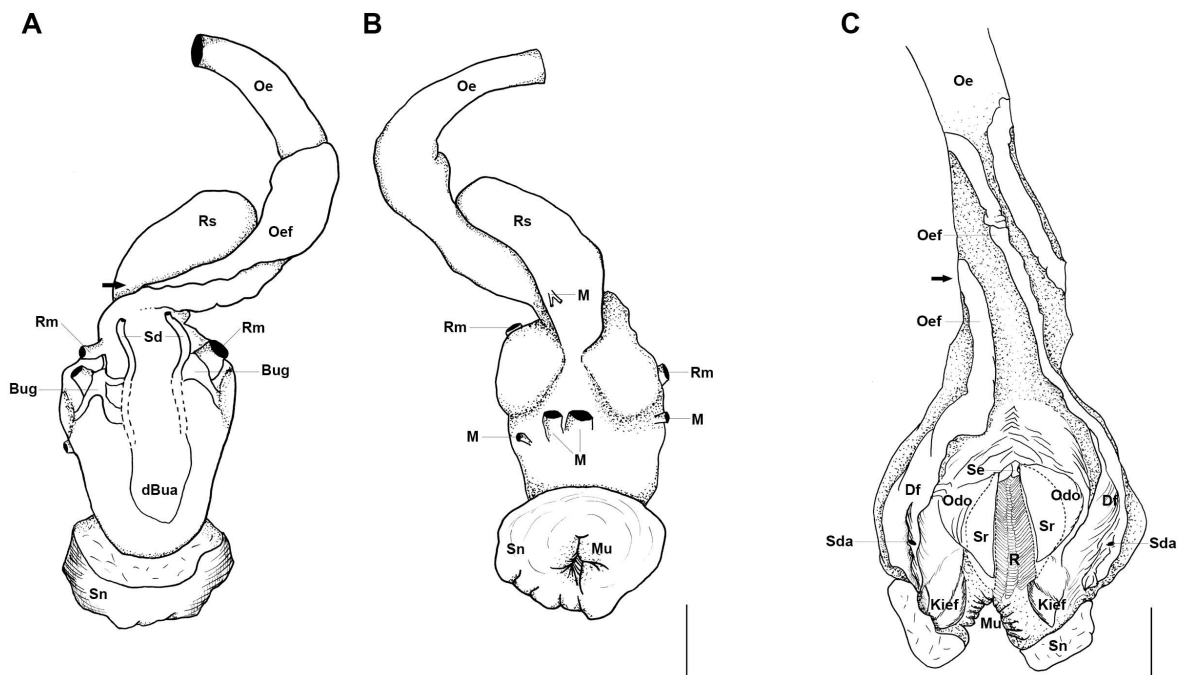 A
B
C
Oe
Rs
Oef
Rm
Sd
Rm
Bug
Bug
dBua
Sn
Oe
Rs
M
Rm
Rm
M
M
M
Sn
Mu
Oe
Oef
Oef
Se
Df
Odo
Odo
Df
Sr
Sr
Sda
Sda
R
Kief
Kief
Mu
Sn